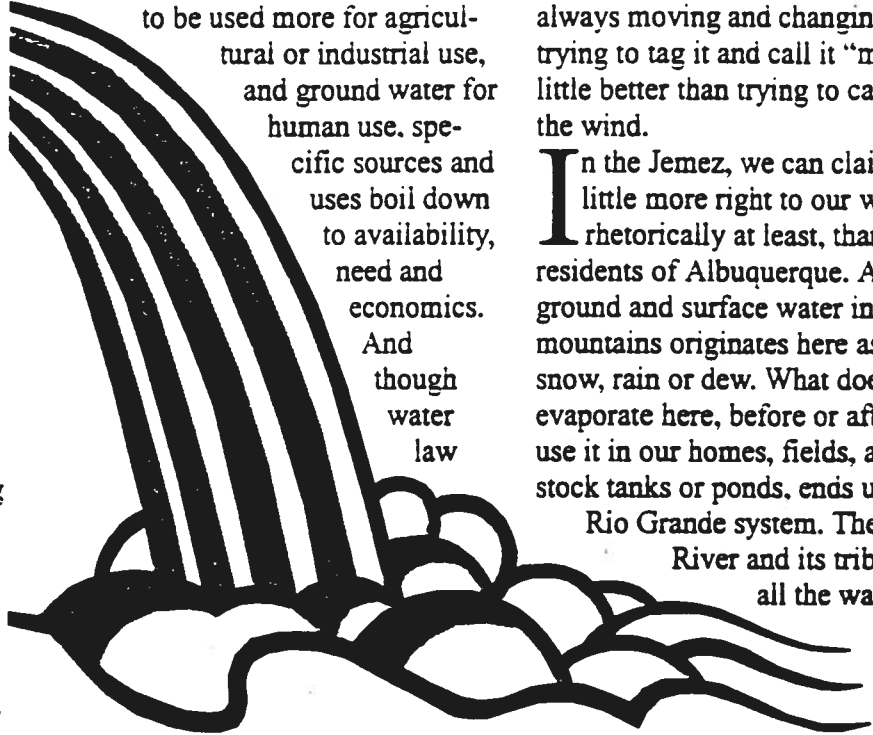 to be used more for agricul-
tural or industrial use,
and ground water for
human use. spe-
cific sources and
uses boil down
to availability,
need and
economics.
And
though
water
law
always moving and changin
trying to tag it and call it “m
little better than trying to ca
the wind.
In the Jemez, we can clai
little more right to our w
rhetorically at least, than
residents of Albuquerque. A
ground and surface water in
mountains originates here as
snow, rain or dew. What doe
evaporate here, before or aft
use it in our homes, fields, a
stock tanks or ponds, ends u
Rio Grande system. The
River and its trib
all the wa